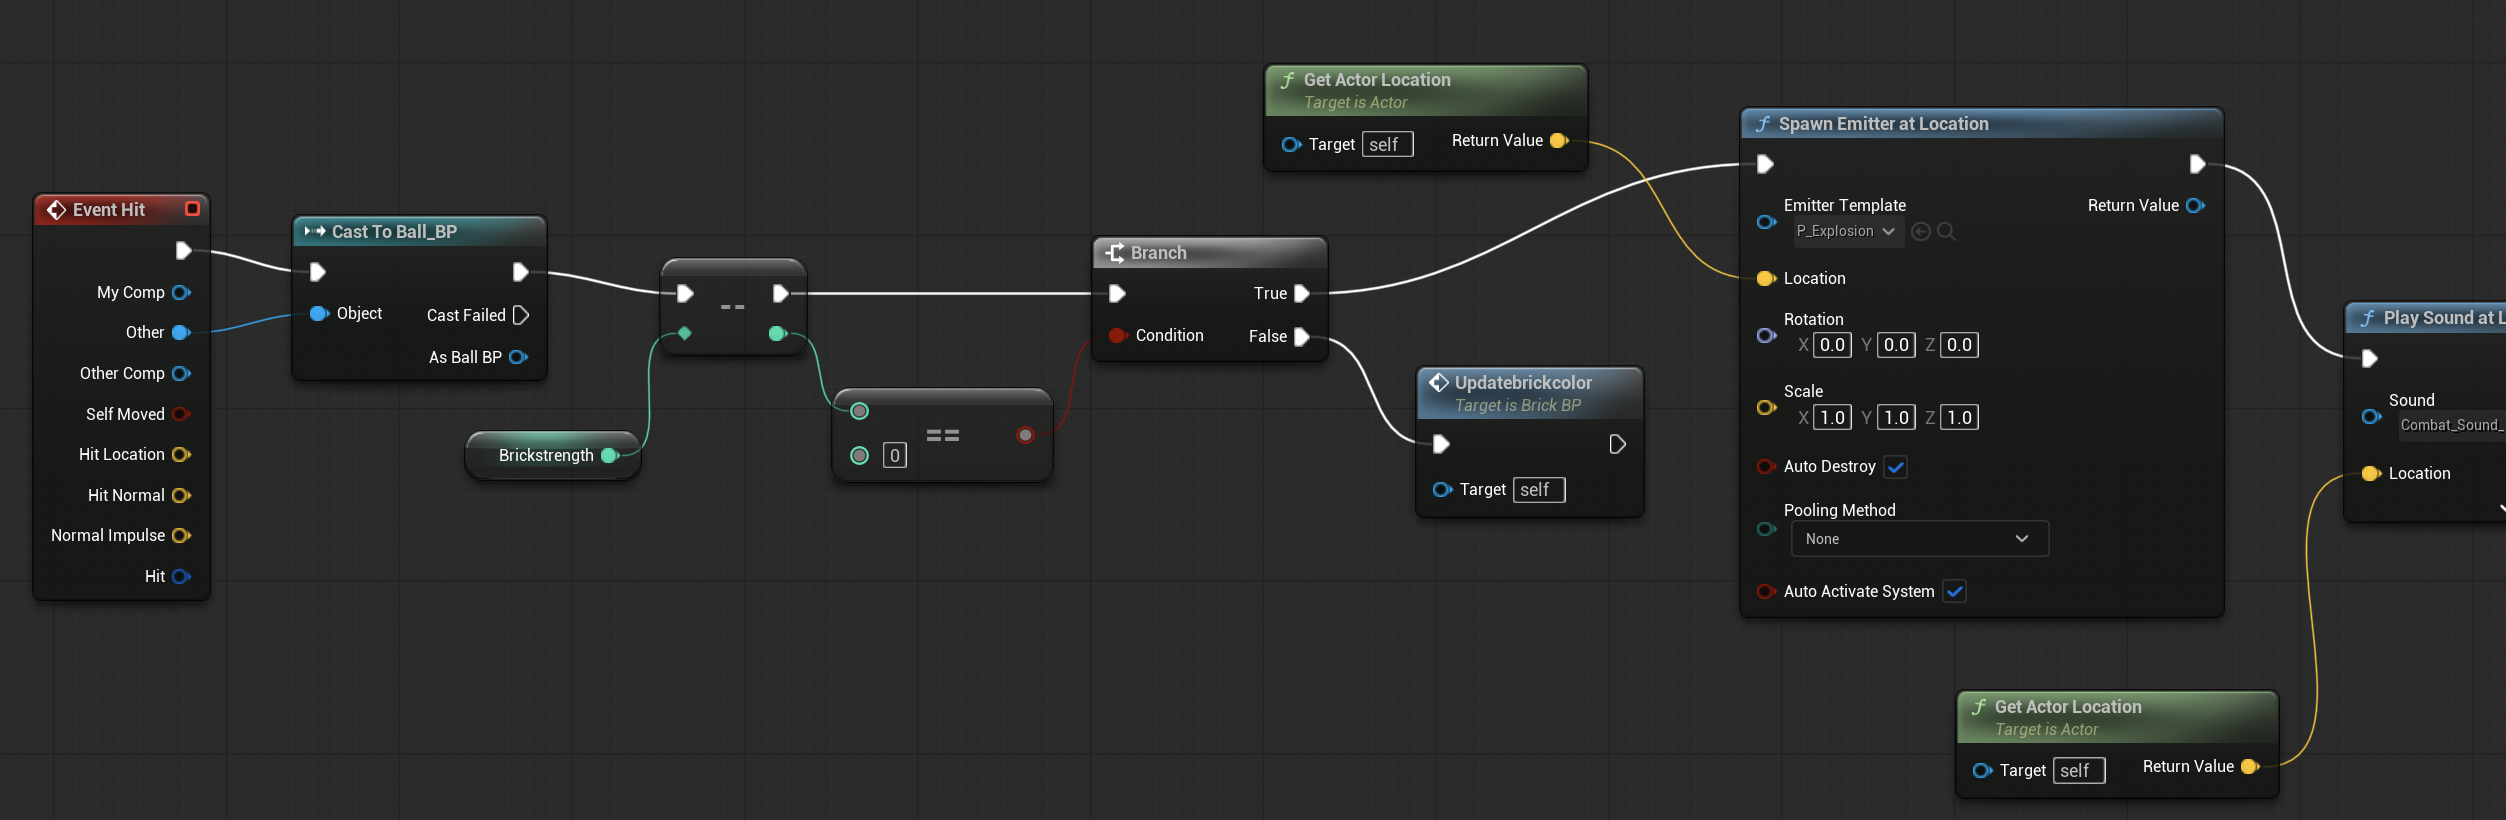 Event Hit
My Comp
Other
Other Comp
Self Moved
Hit Location
Hit Normal
Normal Impulse
Hit
Cast To Ball_BP
Object
Cast Failed
As Ball BP
Brickstrength
--
==
0
Branch
True
Condition
False
Get Actor Location
Target is Actor
Target self
Return Value
Updatebrickcolor
Target is Brick BP
Target self
Spawn Emitter at Location
Emitter Template
P_Explosion
Return Value
Location
Rotation
X 0.0 Y 0.0 Z 0.0
Scale
X 1.0 Y 1.0 Z 1.0
Auto Destroy
Pooling Method
None
Auto Activate System
Get Actor Location
Target is Actor
Target self
Return Value
Play Sound at L
Sound
Combat_Sound_
Location